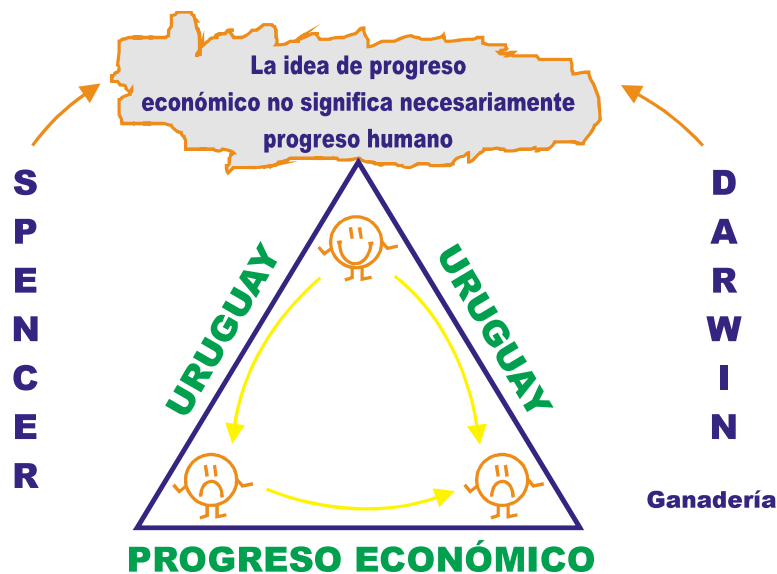 La idea de progreso
económico no significa necesariamente
progreso humano
SPENCER
DARWIN
URUGUAY
URUGUAY
Ganadería
PROGRESO ECONÓMICO